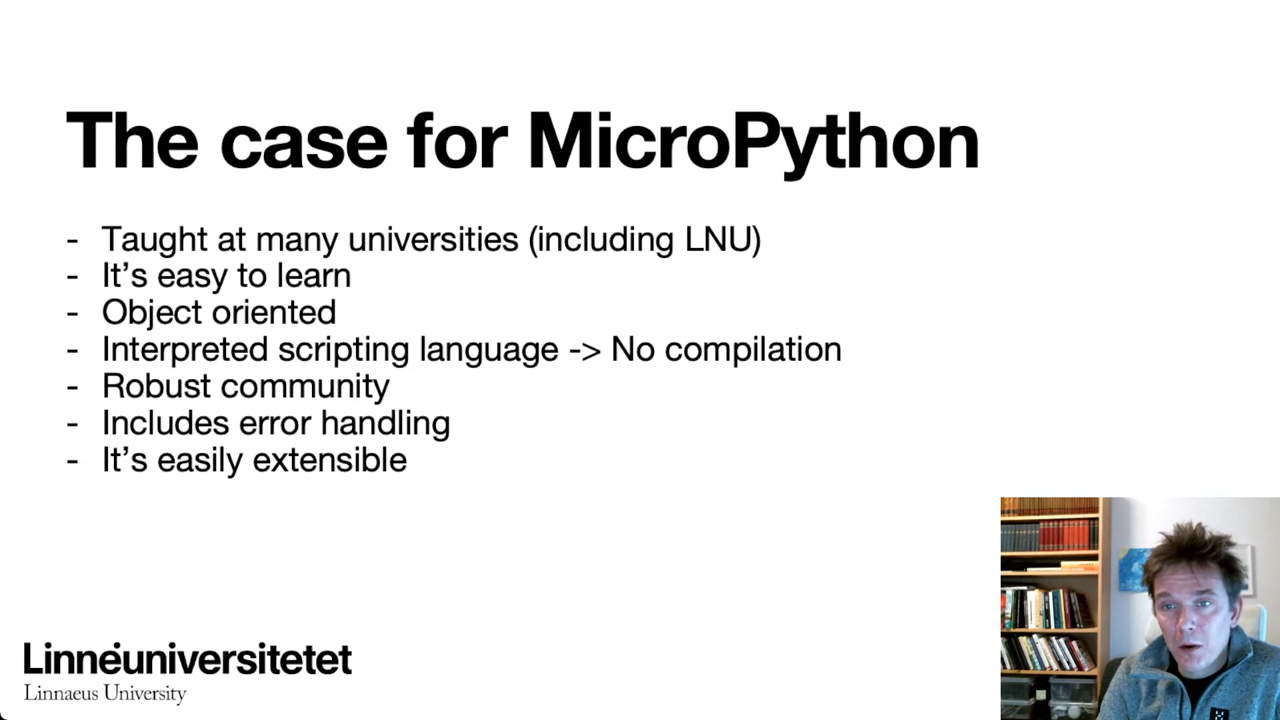 The case for MicroPython
- Taught at many universities (including LNU)
- It’s easy to learn
- Object oriented
- Interpreted scripting language -> No compilation
- Robust community
- Includes error handling
- It’s easily extensible
Linnéuniversitetet
Linnaeus University